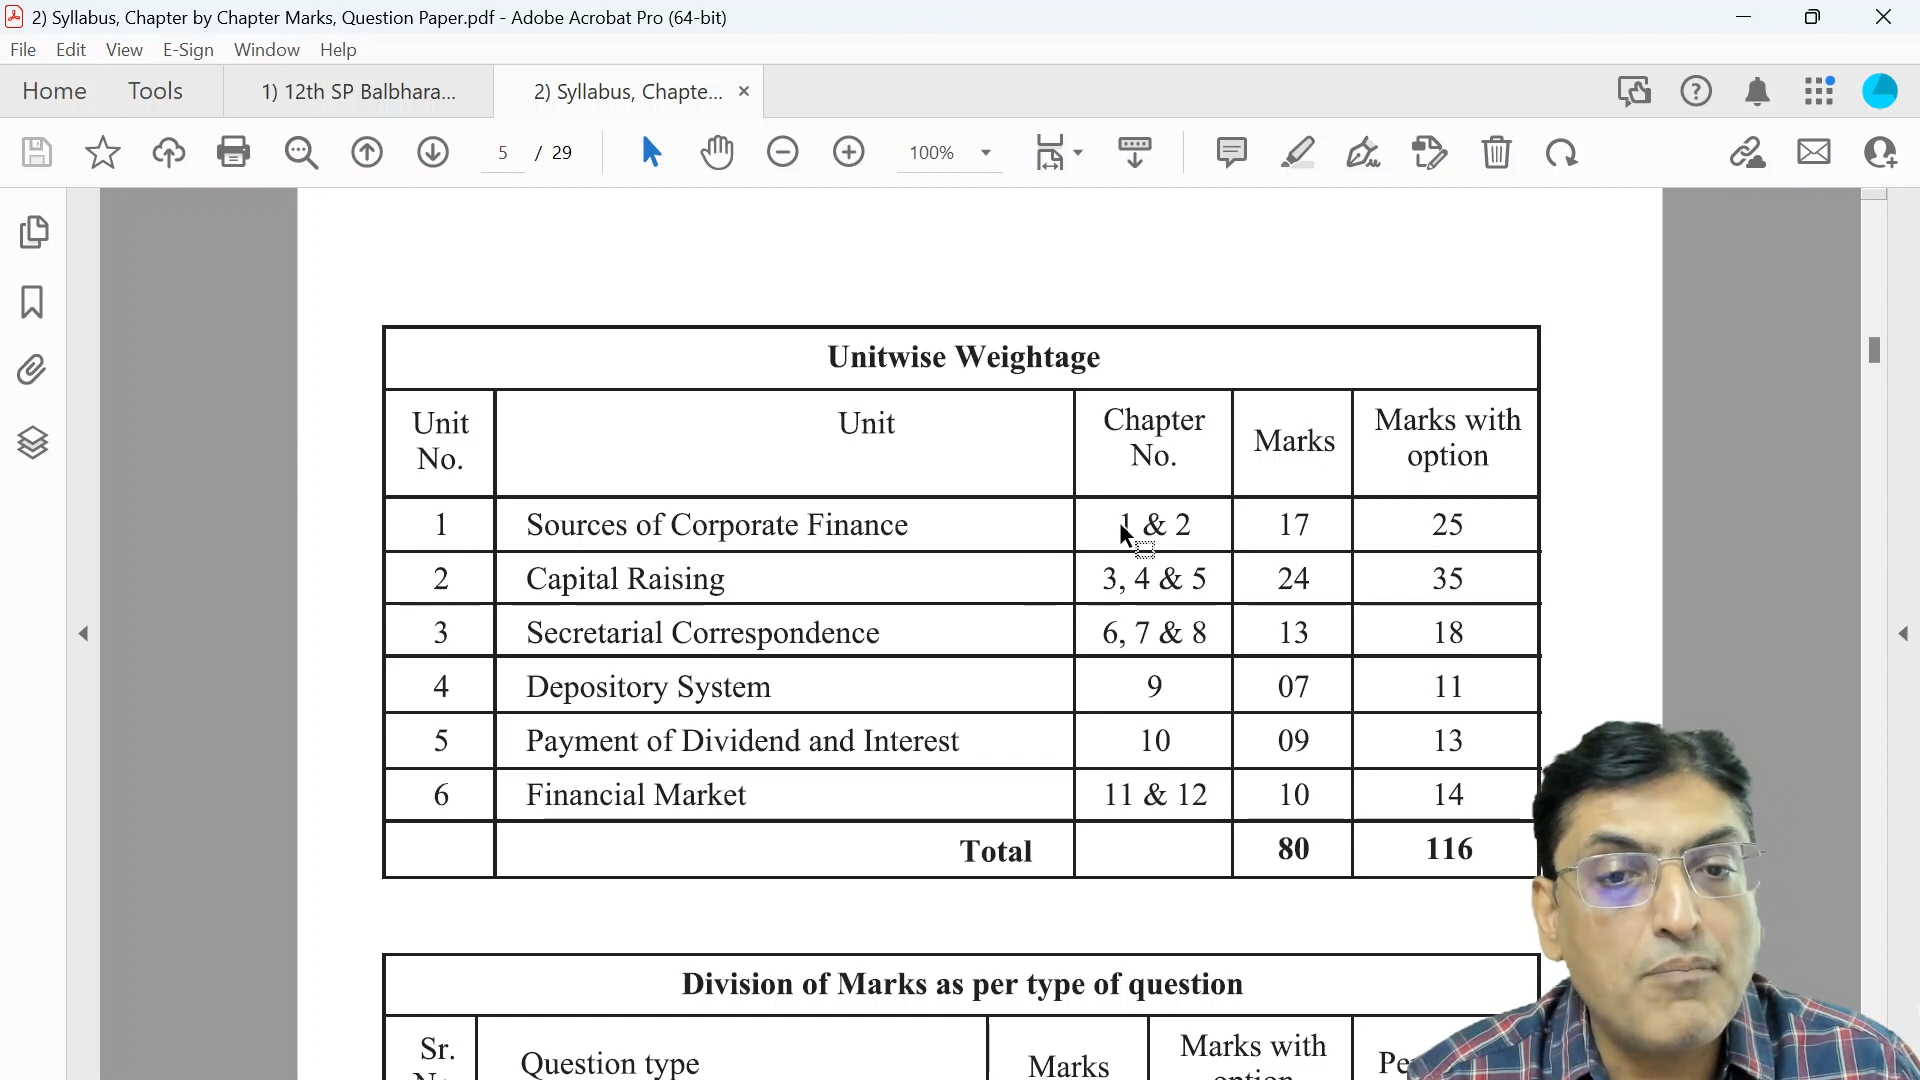 2) Syllabus, Chapter by Chapter Marks, Question Paper.pdf - Adobe Acrobat Pro (64-bit)
File Edit View E-Sign Window Help
Home Tools 1) 12th SP Balbhara... 2) Syllabus, Chapte... ×
5 / 29 100%
Unitwise Weightage
Unit No. Unit Chapter No. Marks Marks with option
1 Sources of Corporate Finance 1 & 2 17 25
2 Capital Raising 3, 4 & 5 24 35
3 Secretarial Correspondence 6, 7 & 8 13 18
4 Depository System 9 07 11
5 Payment of Dividend and Interest 10 09 13
6 Financial Market 11 & 12 10 14
Total 80 116
Division of Marks as per type of question
Sr. Question type Marks Marks with